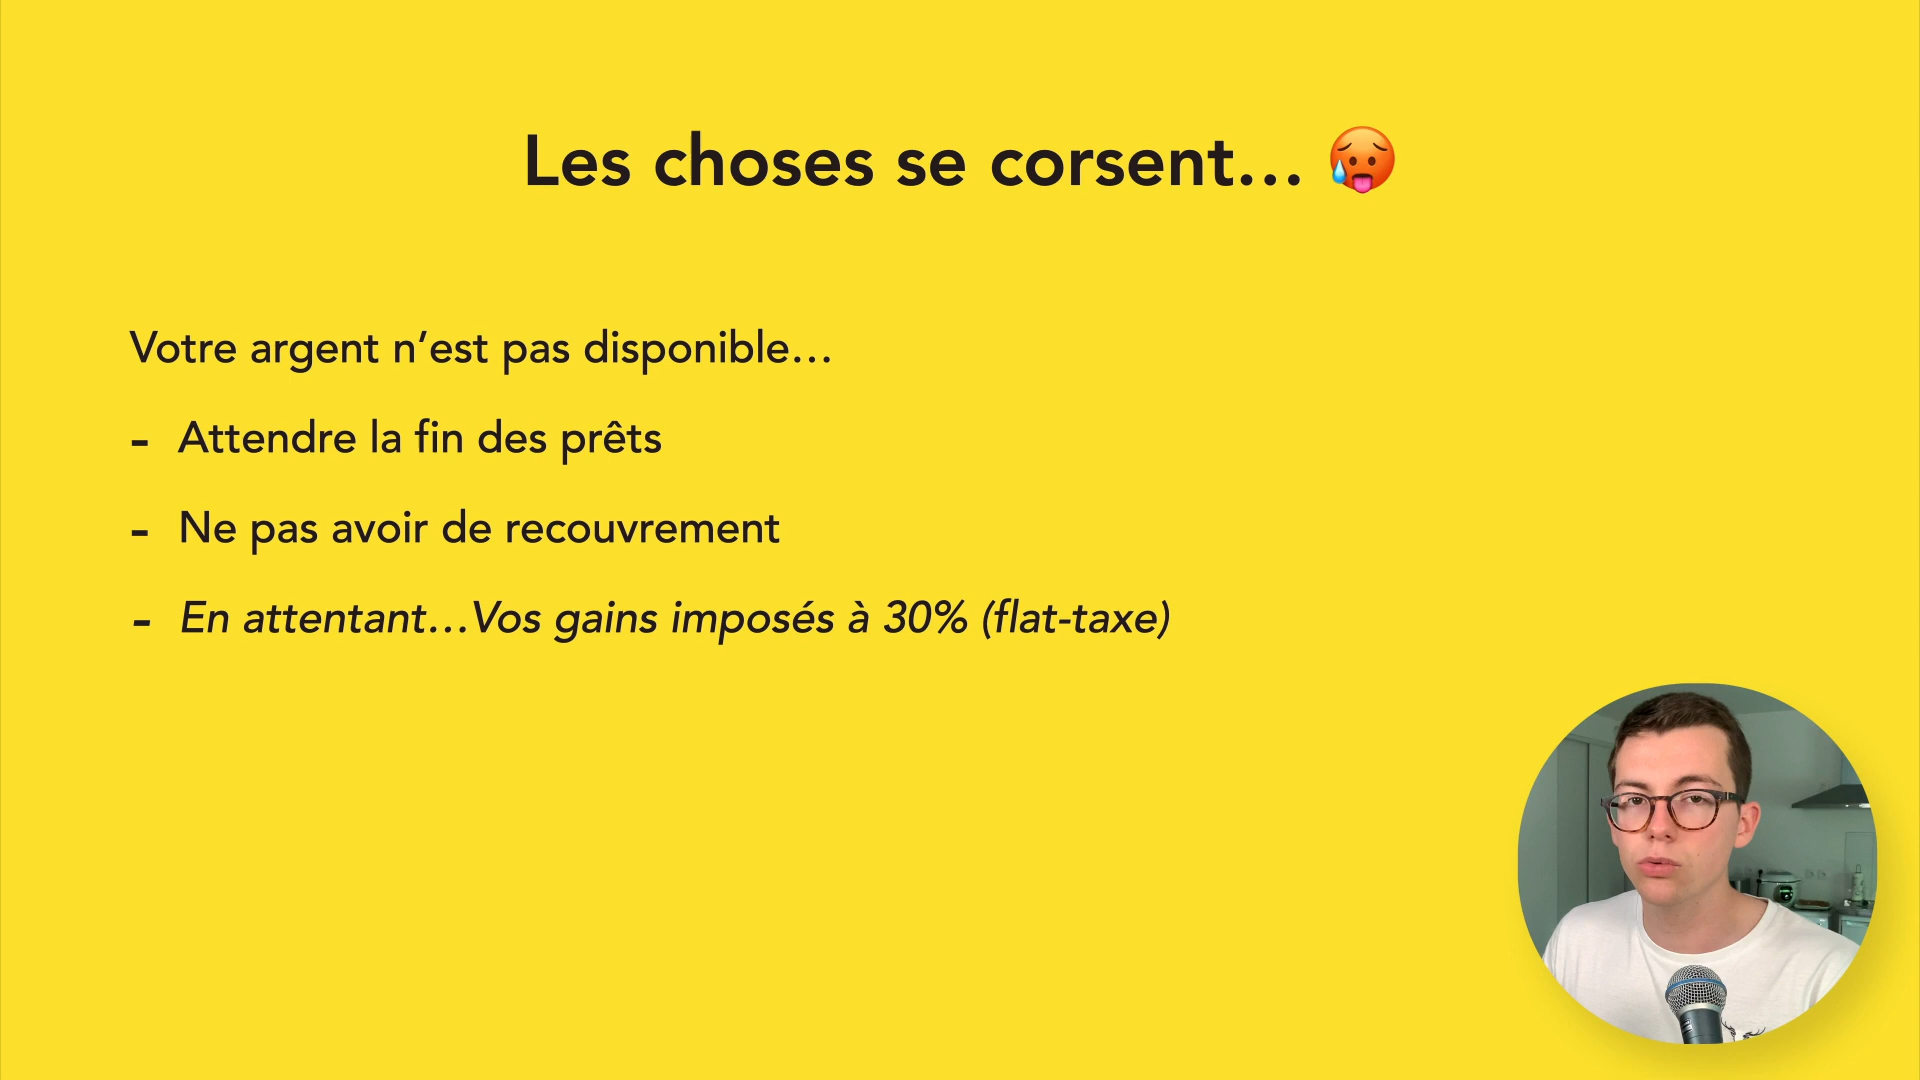 Les choses se corsent... 🥵
Votre argent n’est pas disponible...
- Attendre la fin des prêts
- Ne pas avoir de recouvrement
- En attentant...Vos gains imposés à 30% (flat-taxe)